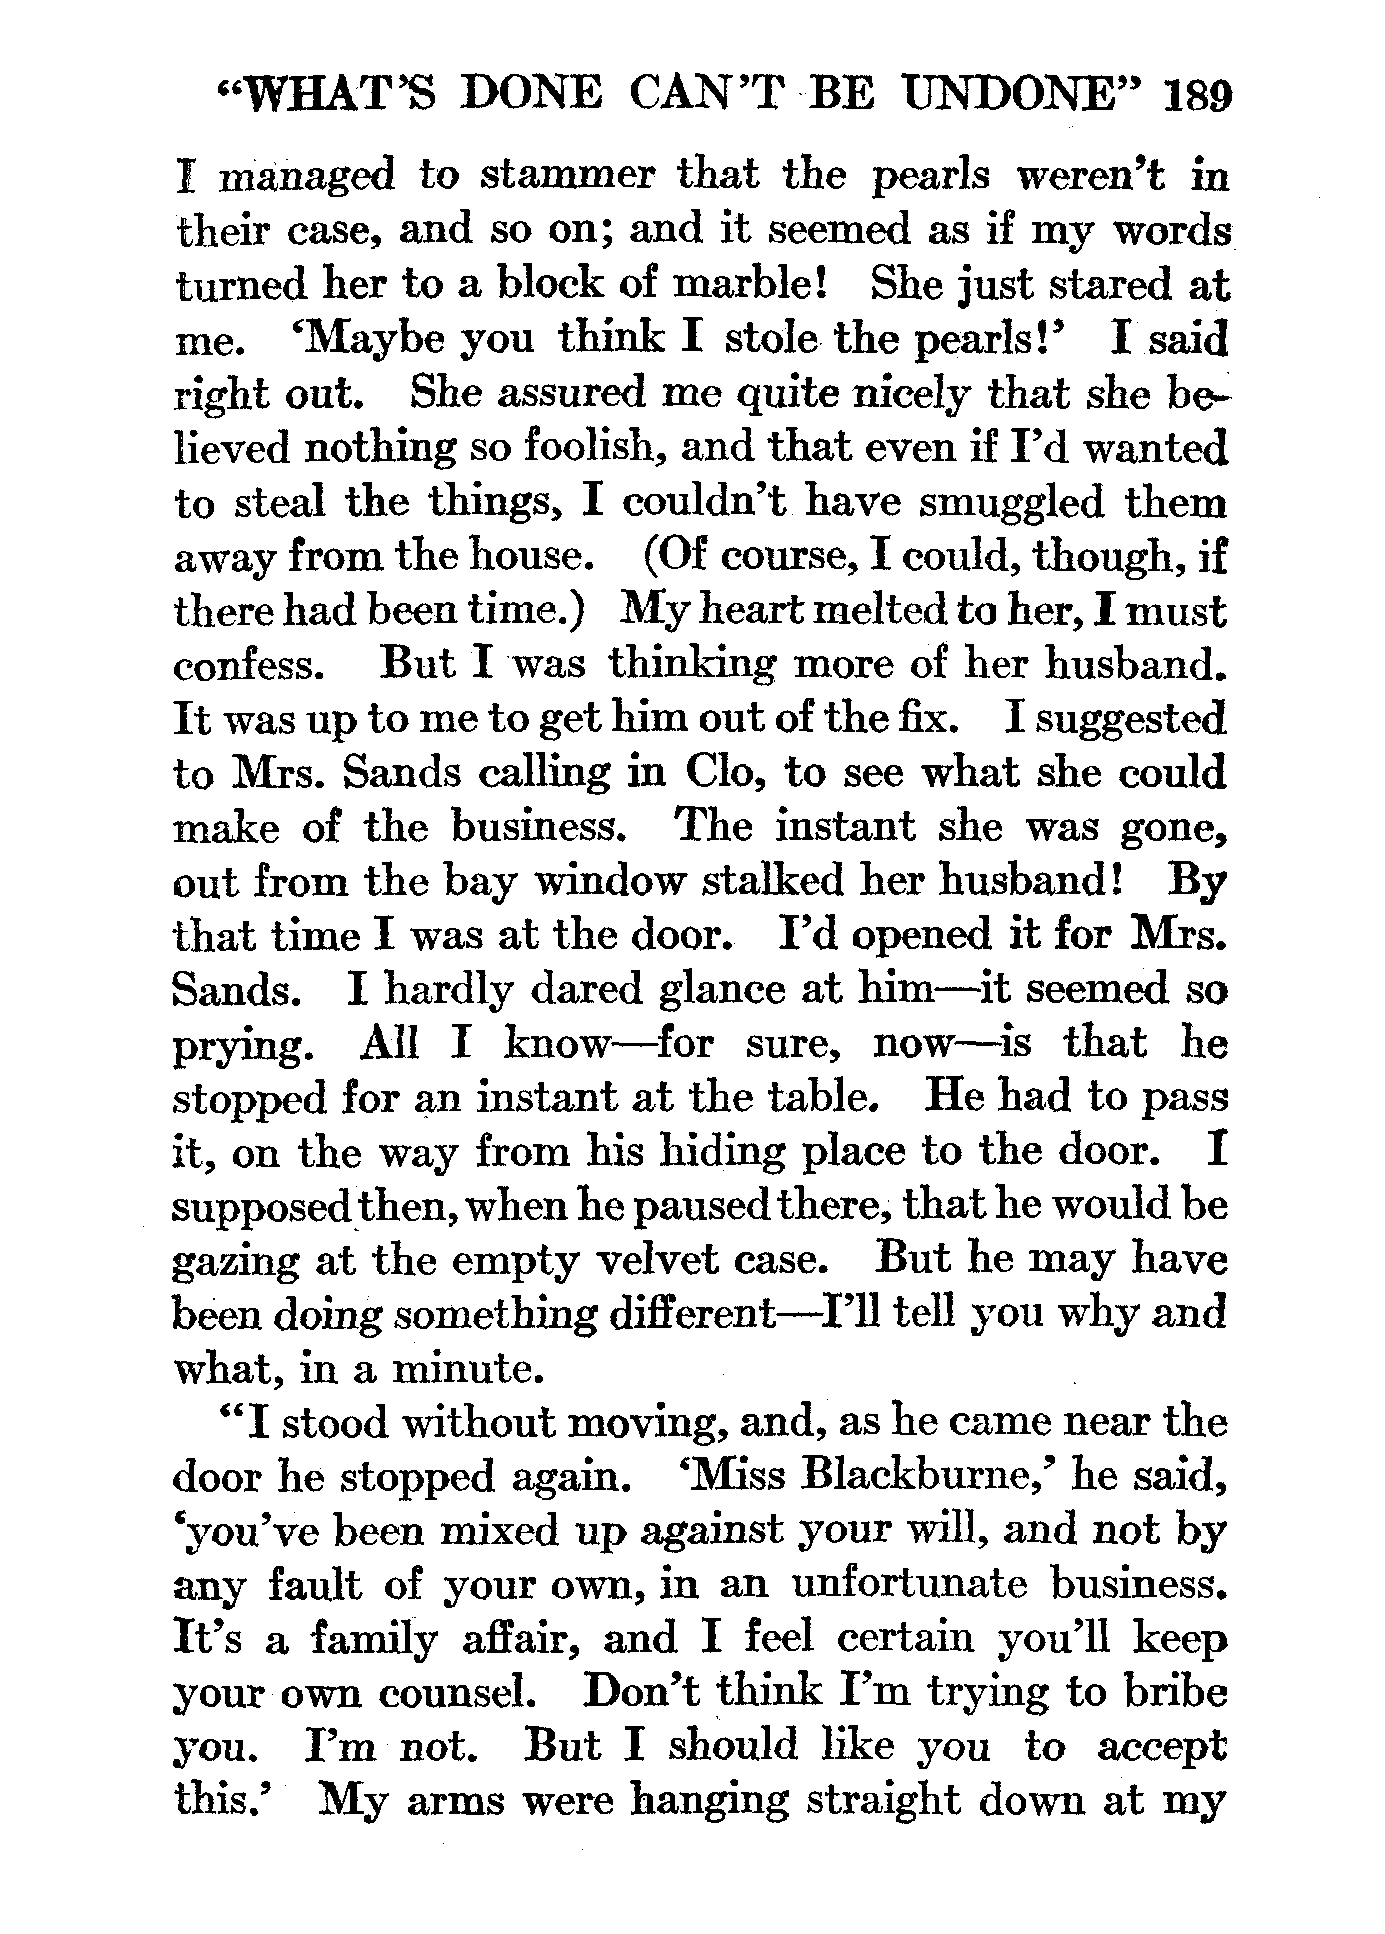 “WHAT’S DONE CAN’T BE UNDONE” 189
I managed to stammer that the pearls weren’t in
their case, and so on; and it seemed as if my words
turned her to a block of marble! She just stared at
me. ‘Maybe you think I stole the pearls!’ I said
right out. She assured me quite nicely that she be-
lieved nothing so foolish, and that even if I’d wanted
to steal the things, I couldn’t have smuggled them
away from the house. (Of course, I could, though, if
there had been time.) My heart melted to her, I must
confess. But I was thinking more of her husband.
It was up to me to get him out of the fix. I suggested
to Mrs. Sands calling in Clo, to see what she could
make of the business. The instant she was gone,
out from the bay window stalked her husband! By
that time I was at the door. I’d opened it for Mrs.
Sands. I hardly dared glance at him—it seemed so
prying. All I know—for sure, now—is that he
stopped for an instant at the table. He had to pass
it, on the way from his hiding place to the door. I
supposed then, when he paused there, that he would be
gazing at the empty velvet case. But he may have
been doing something different—I’ll tell you why and
what, in a minute.
“I stood without moving, and, as he came near the
door he stopped again. ‘Miss Blackburne,’ he said,
‘you’ve been mixed up against your will, and not by
any fault of your own, in an unfortunate business.
It’s a family affair, and I feel certain you’ll keep
your own counsel. Don’t think I’m trying to bribe
you. I’m not. But I should like you to accept
this.’ My arms were hanging straight down at my